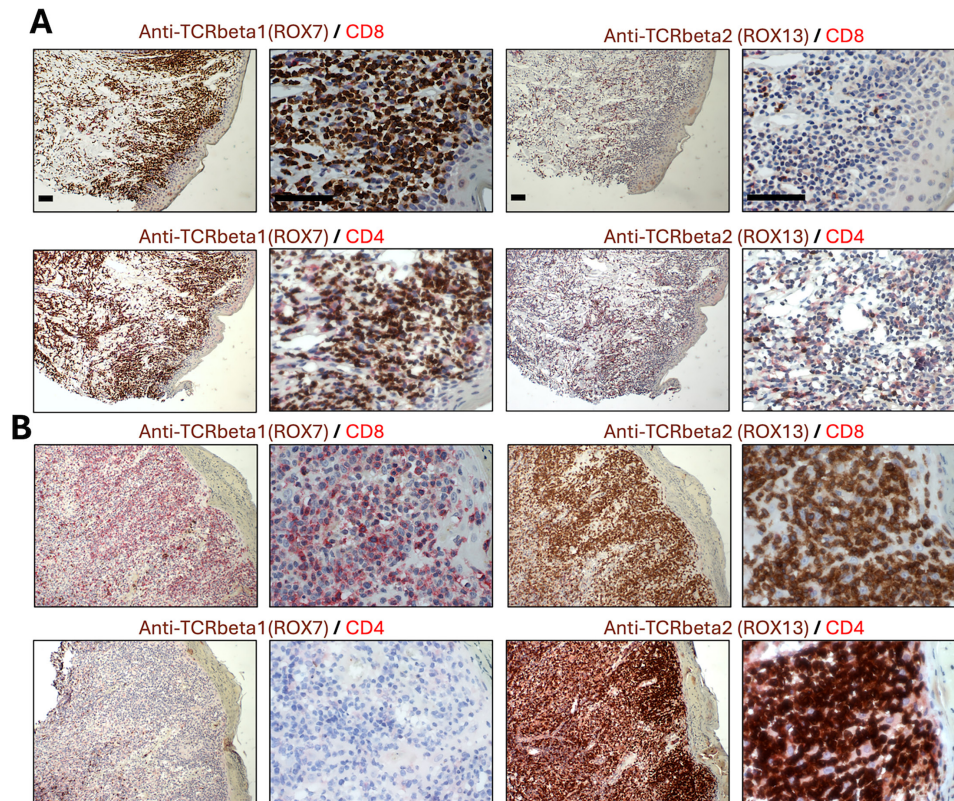 A
Anti-TCRbeta1(ROX7) / CD8
Anti-TCRbeta2 (ROX13) / CD8
Anti-TCRbeta1(ROX7) / CD4
Anti-TCRbeta2 (ROX13) / CD4
B
Anti-TCRbeta1(ROX7) / CD8
Anti-TCRbeta2 (ROX13) / CD8
Anti-TCRbeta1(ROX7) / CD4
Anti-TCRbeta2 (ROX13) / CD4